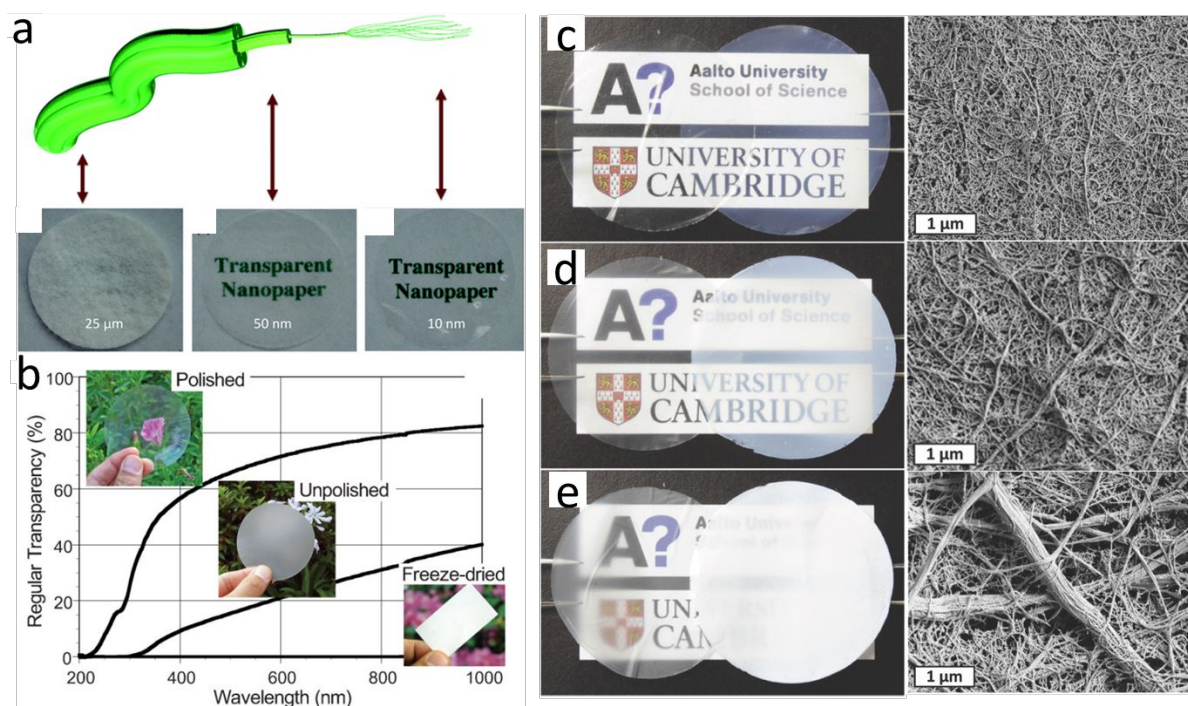 a
25 µm
50 nm
10 nm
Transparent
Nanopaper
Transparent
Nanopaper
b
Regular Transparency (%)
100
80
60
40
20
0
200
400
600
800
1000
Wavelength (nm)
Polished
Unpolished
Freeze-dried
c
A?
Aalto University
School of Science
UNIVERSITY OF
CAMBRIDGE
1 µm
d
A?
Aalto University
School of Science
UNIVERSITY OF
CAMBRIDGE
1 µm
e
A?
Aalto University
1 µm